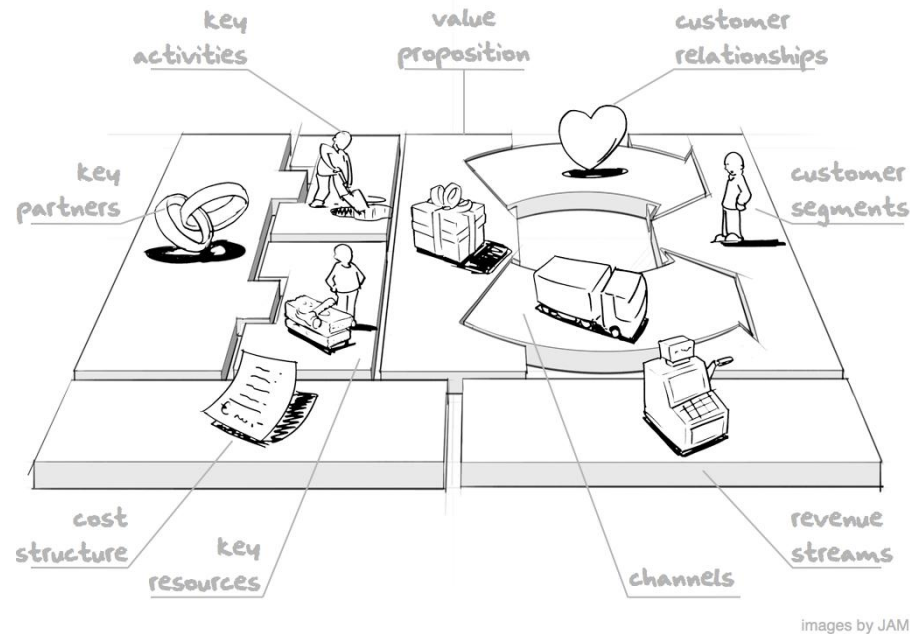 key
activities
value
proposition
customer
relationships
key
partners
customer
segments
cost
structure
key
resources
channels
revenue
streams
images by JAM